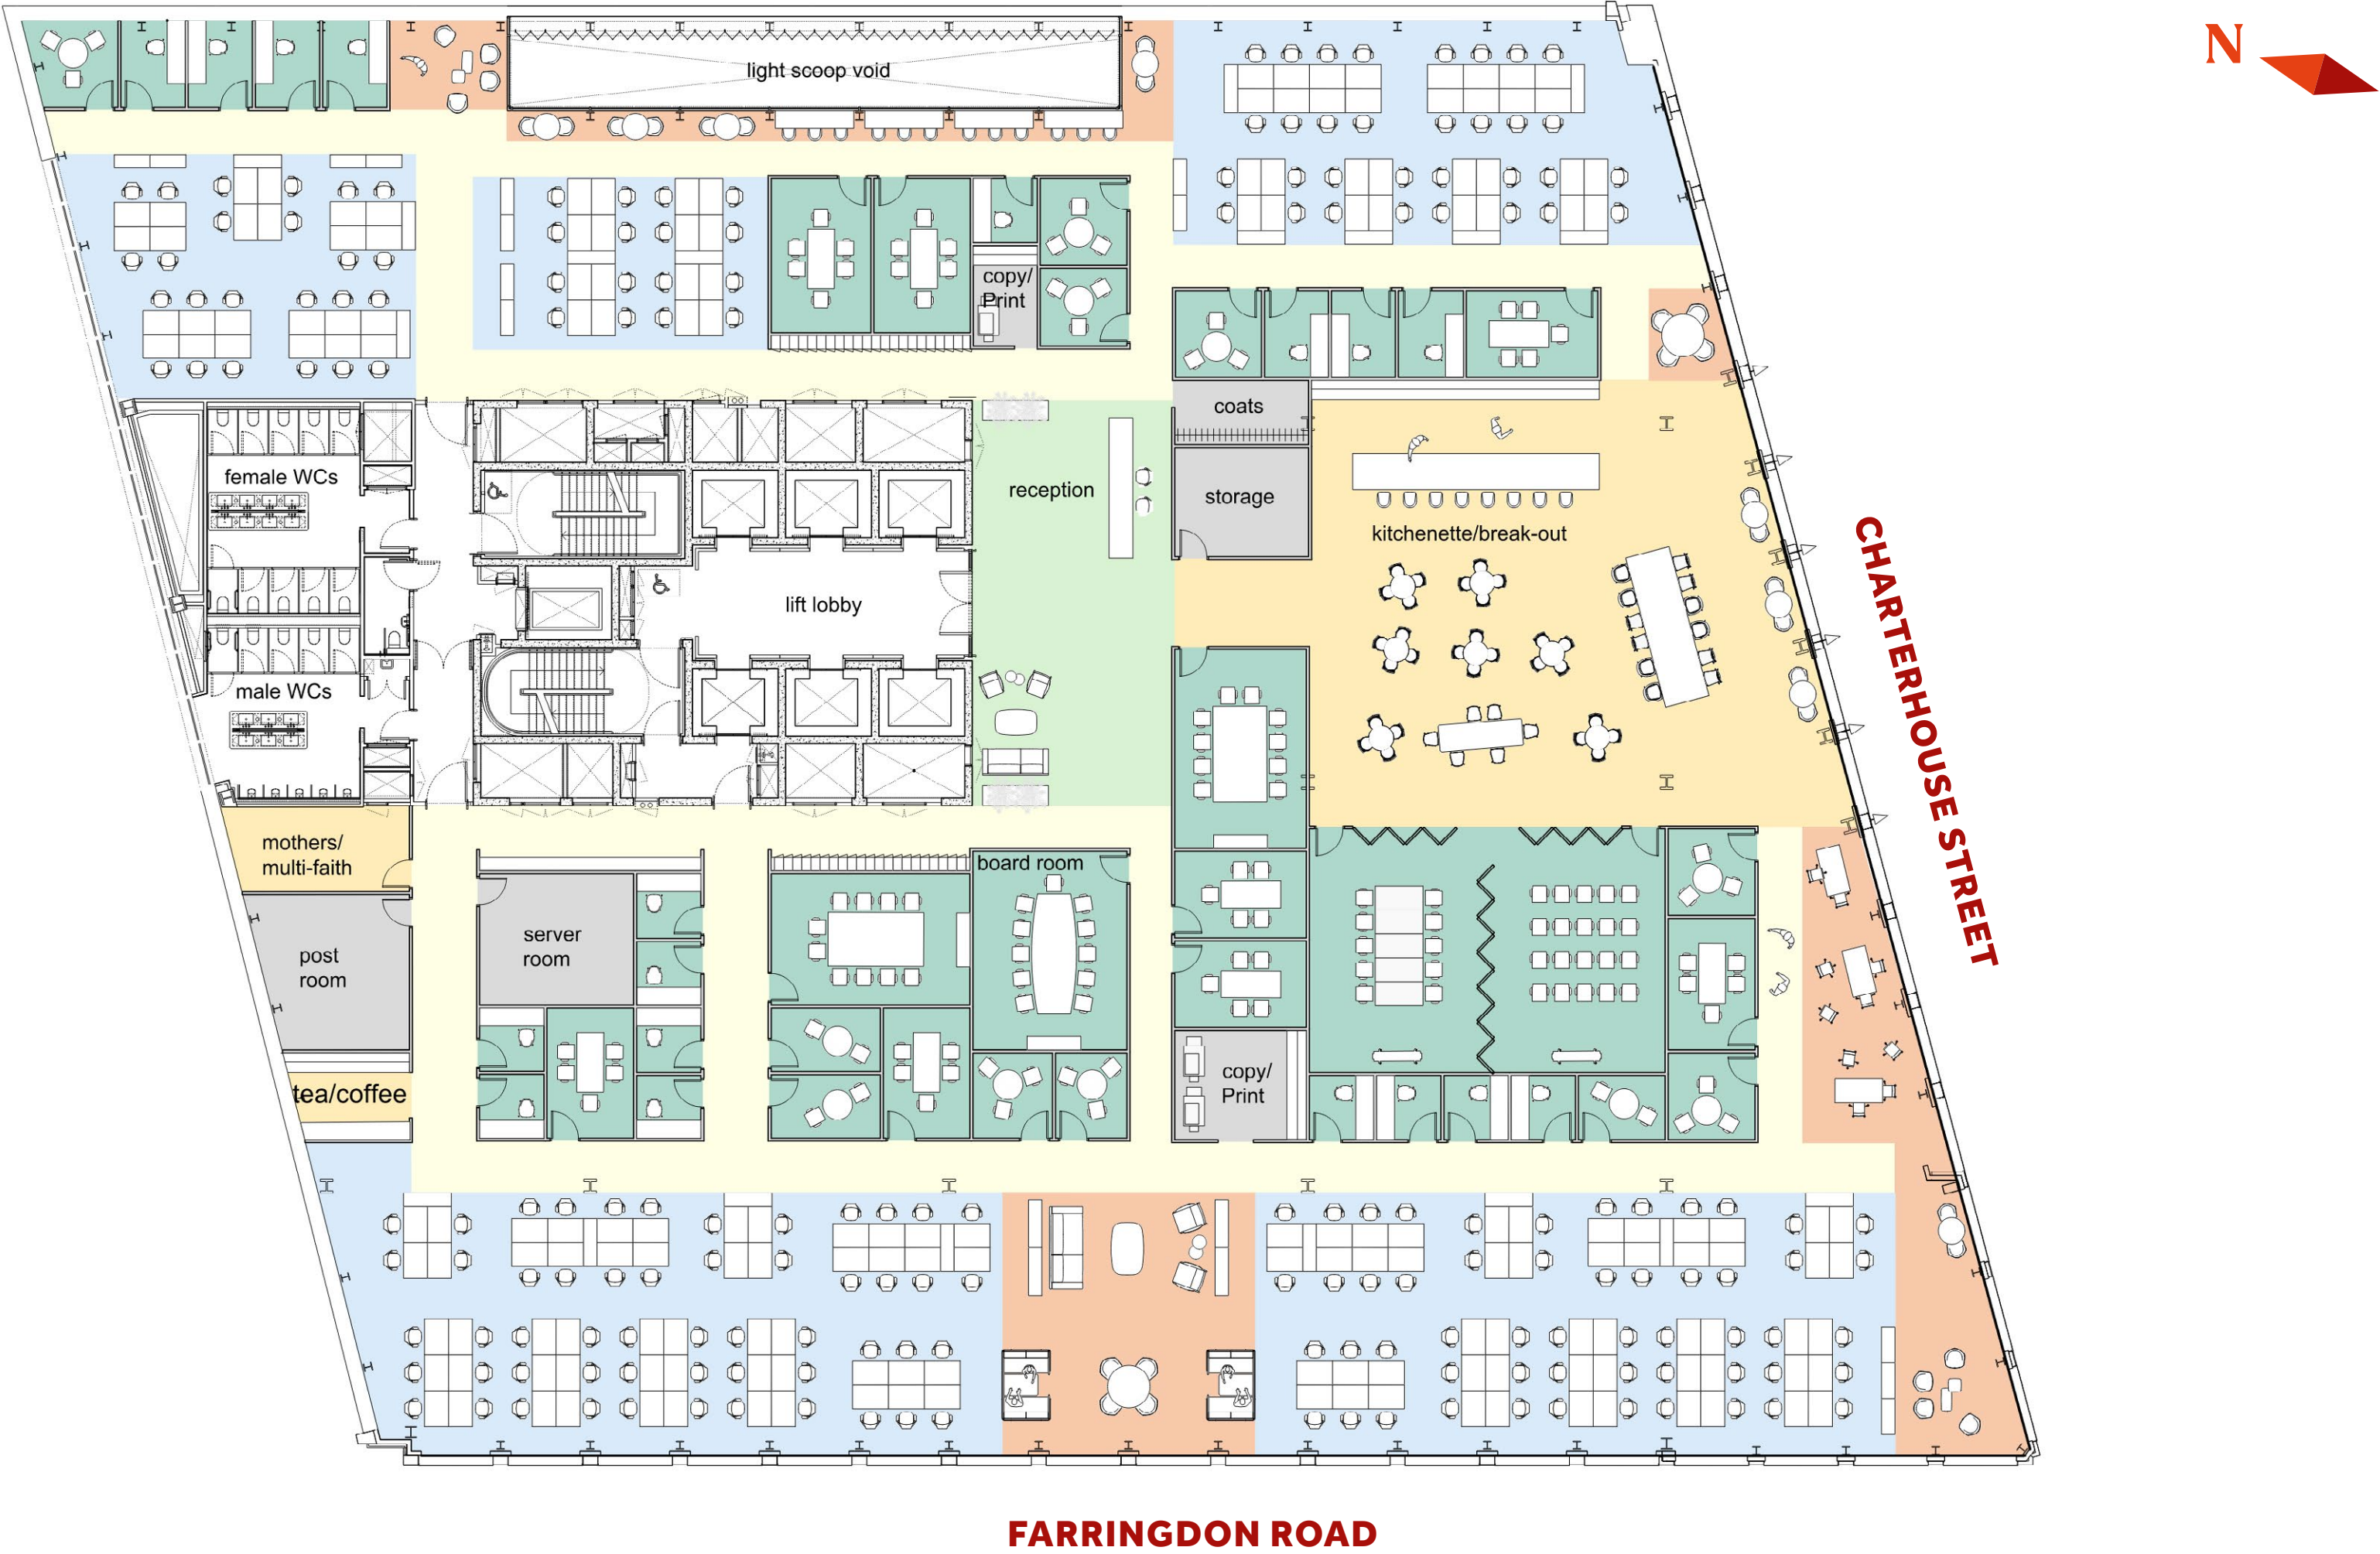 N
light scoop void
copy/
Print
coats
female WCs
reception
storage
kitchenette/break-out
CHARTERHOUSE STREET
lift lobby
male WCs
mothers/
multi-faith
board room
server
room
post
room
copy/
Print
tea/coffee
FARRINGDON ROAD